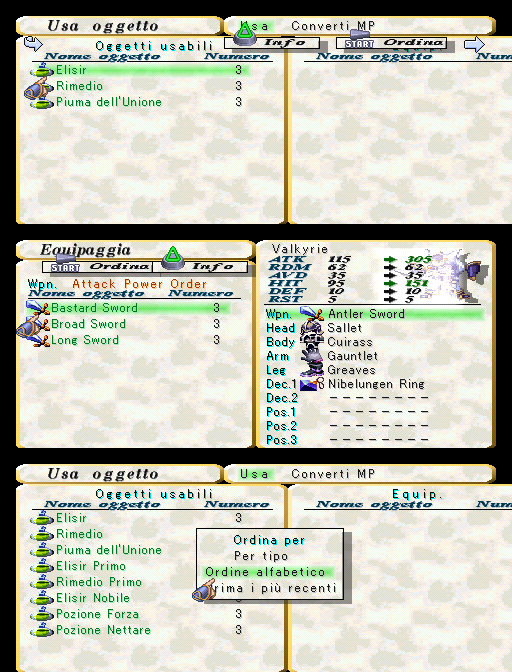 Usa oggetto Usa Converti MP
Oggetti usabili Info START Ordina
Nome oggetto Numero Nome oggetto Num
Elisir 3
Rimedio 3
Piuma dell'Unione 3
Equipaggia
START Ordina Info
Wpn. Attack Power Order
Nome oggetto Numero
Bastard Sword 3
Broad Sword 3
Long Sword 3
Valkyrie
ATK 115 305
RDM 62 62
AVD 35 35
HIT 95 151
DEF 10 10
RST 5 5
Wpn. Antler Sword
Head Sallet
Body Cuirass
Arm Gauntlet
Leg Greaves
Dec.1 Nibelungen Ring
Dec.2 - - - - - - - -
Pos.1 - - - - - - - -
Pos.2 - - - - - - - -
Pos.3 - - - - - - - -
Usa oggetto Usa Converti MP
Oggetti usabili Equip.
Nome oggetto Numero Nome oggetto Num
Elisir 3
Rimedio
Piuma dell'Unione
Elisir Primo
Rimedio Primo
Elisir Nobile 3
Pozione Forza 3
Pozione Nettare 3
Ordina per
Per tipo
Ordine alfabetico
rima i più recenti